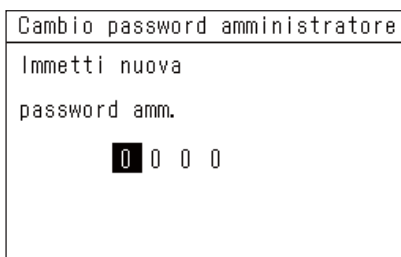 Cambio password amministratore
Immetti nuova
password amm.
0 0 0 0